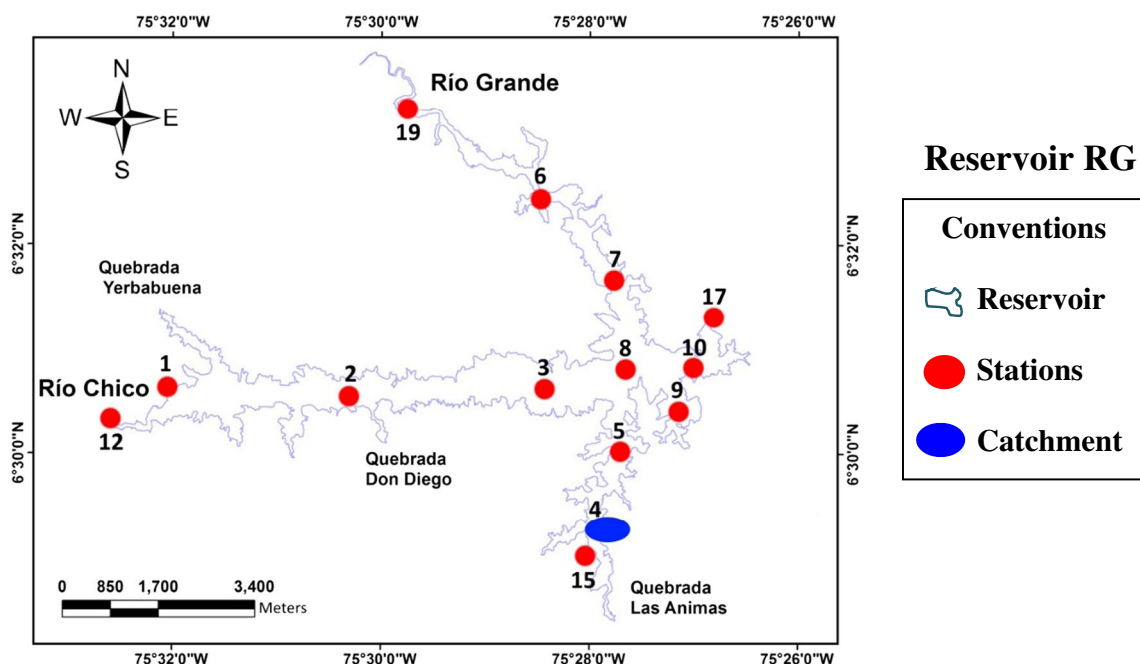 75°32'0"W
75°30'0"W
75°28'0"W
75°26'0"W
N
W
E
S
Río Grande
19
6
6°32'0"N
6°32'0"N
7
Quebrada
Yerbabuena
17
1
2
3
8
10
Río Chico
9
12
5
6°30'0"N
6°30'0"N
Quebrada
Don Diego
4
15
Quebrada
Las Animas
0
850
1,700
3,400
Meters
75°32'0"W
75°30'0"W
75°28'0"W
75°26'0"W
Reservoir RG
Conventions
Reservoir
Stations
Catchment